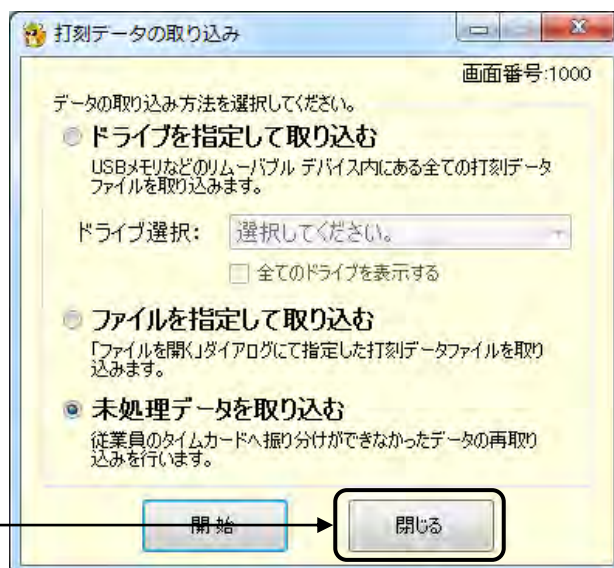 打刻データの取り込み
画面番号:1000
データの取り込み方法を選択してください。
ドライブを指定して取り込む
USBメモリなどのリムーバブル デバイス内にある全ての打刻データ
ファイルを取り込みます。
ドライブ選択: 選択してください。
全てのドライブを表示する
ファイルを指定して取り込む
「ファイルを開く」ダイアログにて指定した打刻データファイルを取り
込みます。
未処理データを取り込む
従業員のタイムカードへ振り分けができなかったデータの再取り
込みを行います。
開始 閉じる